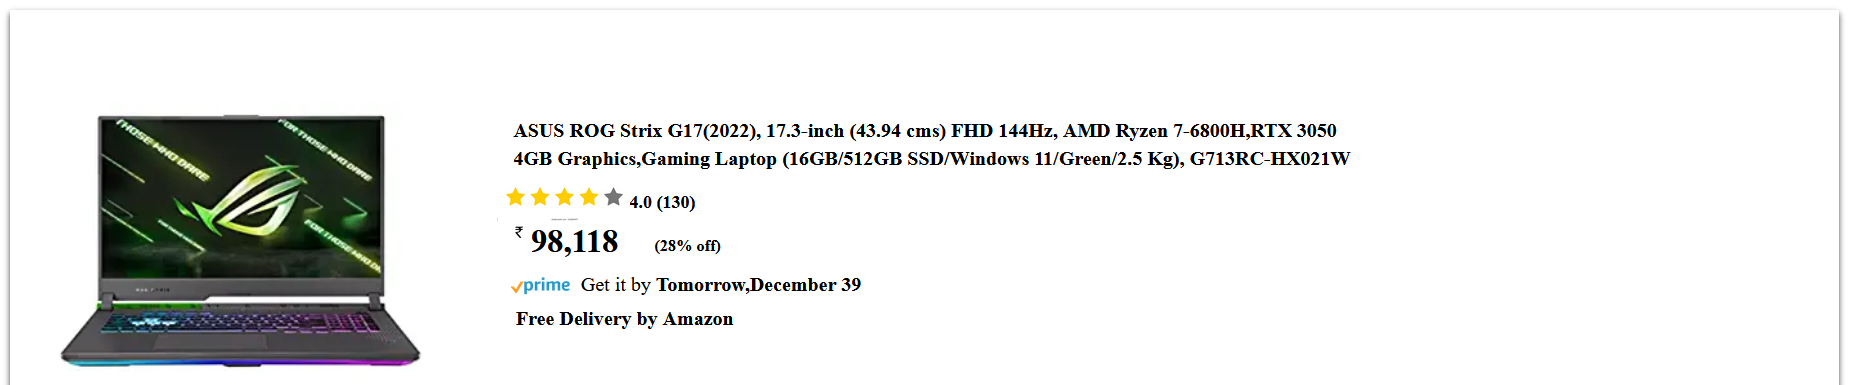 THOSE WHO DARE
FOR THOSE WHO DARE
FOR THOSE WHO DARE
ASUS ROG Strix G17(2022), 17.3-inch (43.94 cms) FHD 144Hz, AMD Ryzen 7-6800H,RTX 3050
4GB Graphics,Gaming Laptop (16GB/512GB SSD/Windows 11/Green/2.5 Kg), G713RC-HX021W
4.0 (130)
₹ 98,118 (28% off)
prime Get it by Tomorrow,December 39
Free Delivery by Amazon